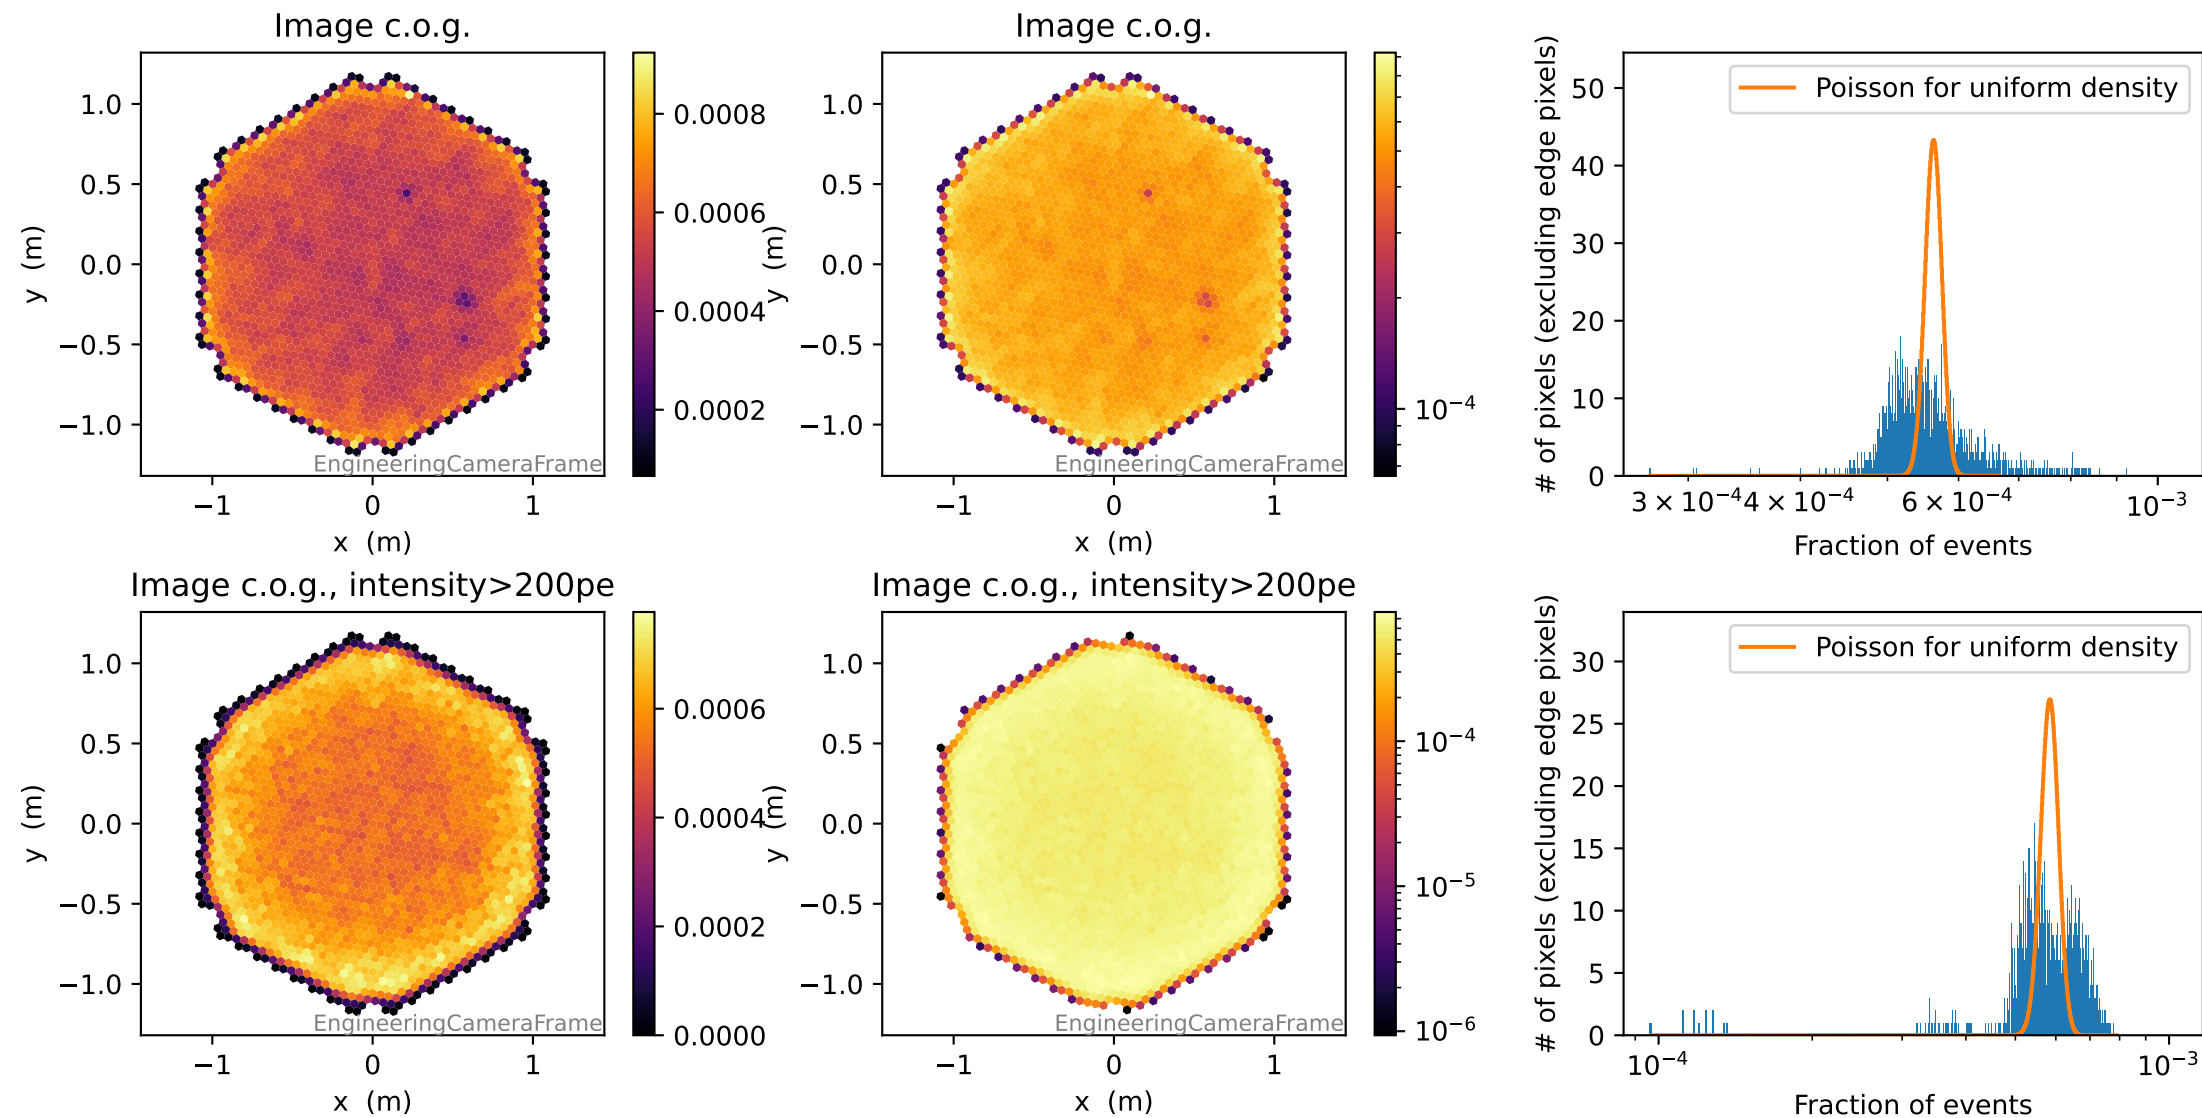 Image c.o.g.
1.0
0.5
0.0
−0.5
−1.0
−1
0
1
x (m)
y (m)
EngineeringCameraFrame
0.0008
0.0006
0.0004
0.0002
Image c.o.g.
1.0
0.5
0.0
−0.5
−1.0
−1
0
1
x (m)
y (m)
EngineeringCameraFrame
10⁻⁴
Poisson for uniform density
50
40
30
20
10
0
3 × 10⁻⁴
4 × 10⁻⁴
6 × 10⁻⁴
10⁻³
Fraction of events
# of pixels (excluding edge pixels)
Image c.o.g., intensity>200pe
1.0
0.5
0.0
−0.5
−1.0
−1
0
1
x (m)
y (m)
EngineeringCameraFrame
0.0006
0.0004
0.0002
0.0000
Image c.o.g., intensity>200pe
1.0
0.5
0.0
−0.5
−1.0
−1
0
1
x (m)
y (m)
EngineeringCameraFrame
10⁻⁴
10⁻⁵
10⁻⁶
Poisson for uniform density
30
25
20
15
10
5
0
10⁻⁴
10⁻³
Fraction of events
# of pixels (excluding edge pixels)